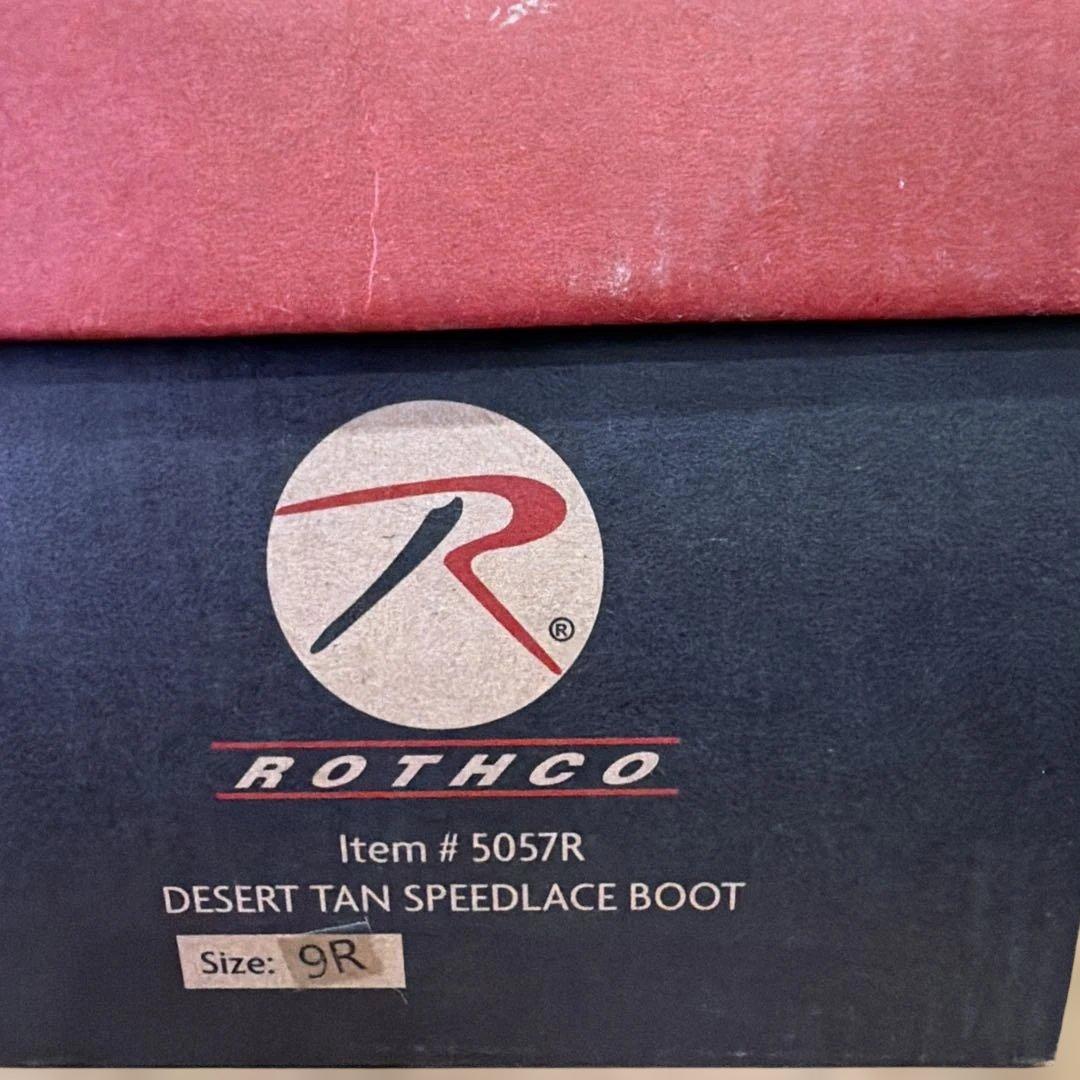 R
®
ROTHCO
Item # 5057R
DESERT TAN SPEEDLACE BOOT
Size: 9R